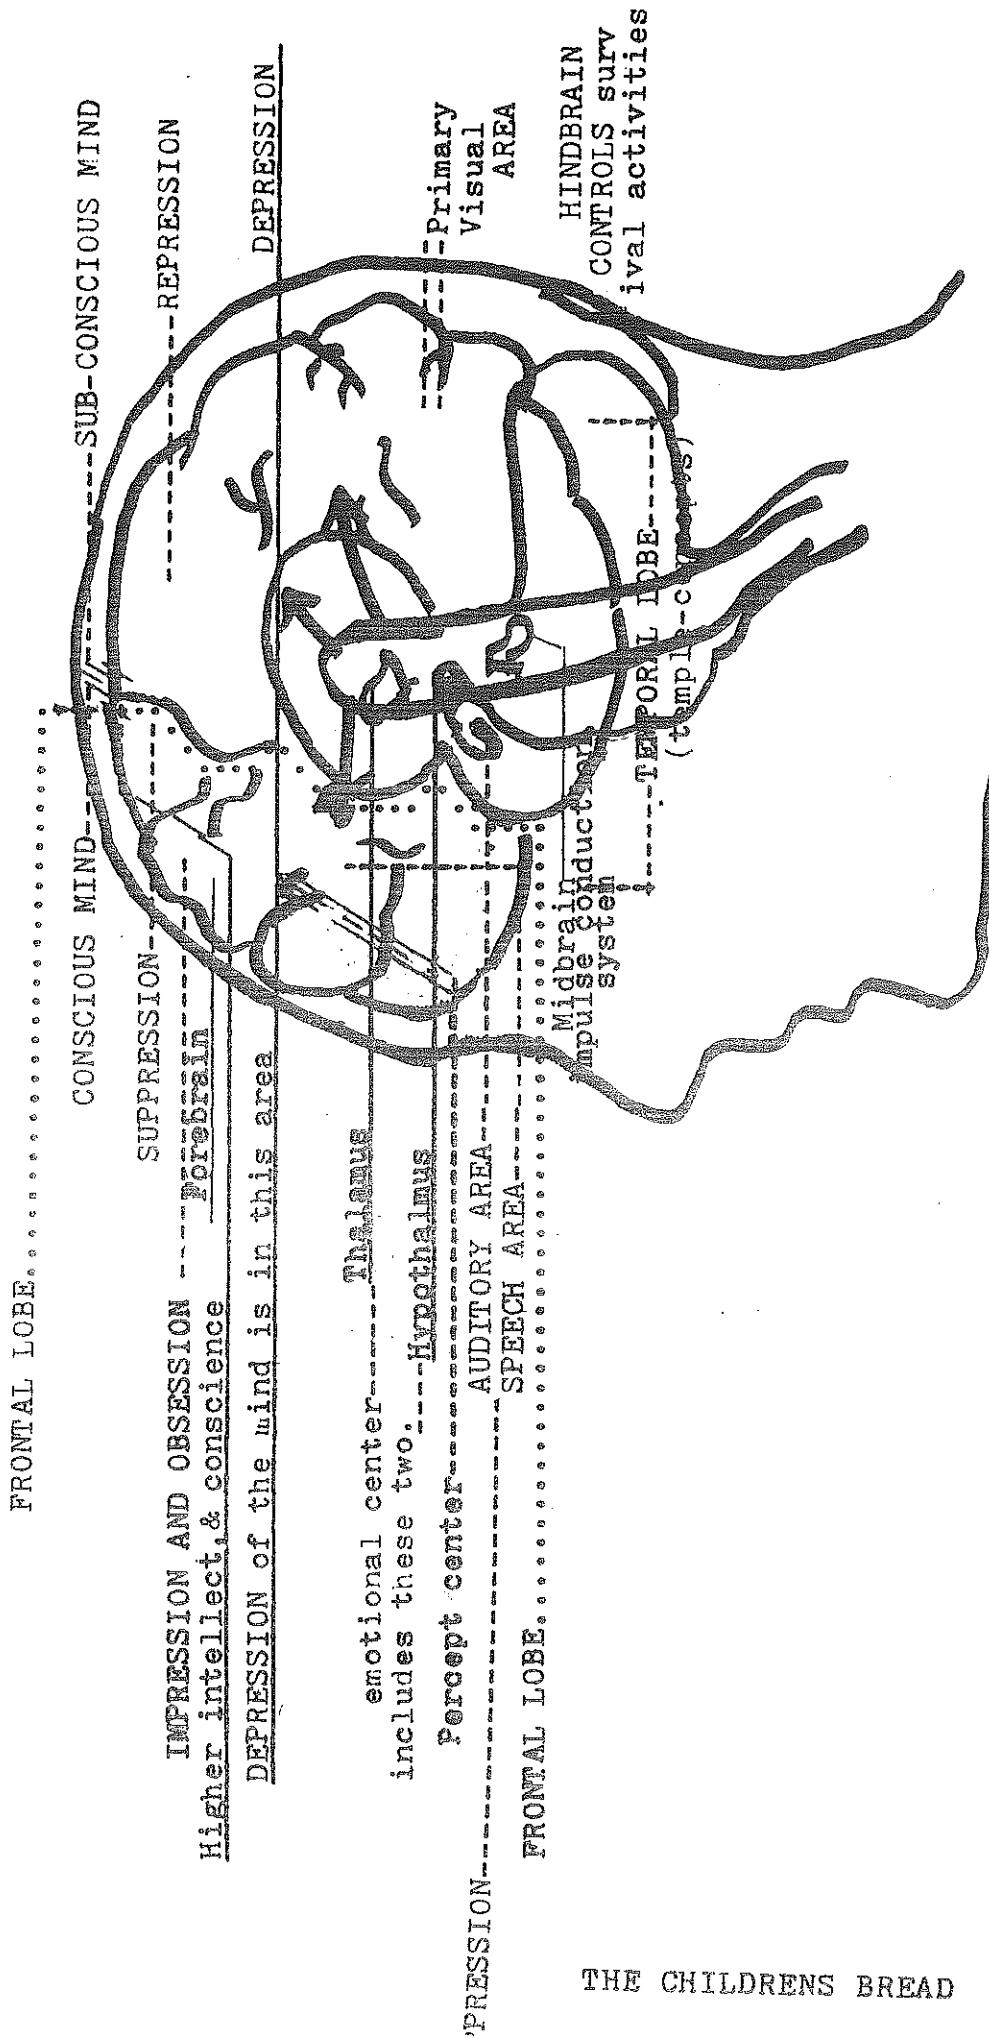 FRONTAL LOBE
CONSCIOUS MIND
SUB-CONSCIOUS MIND
SUPPRESSION
REPRESSION
IMPRESSION AND OBSESSION
Forebrain
Higher intellect,& conscience
DEPRESSION of the mind is in this area
DEPRESSION
emotional center
Thalamus
includes these two.
Hypothalmus
Percept center
Primary
Visual
AREA
AUDITORY AREA
PRESSION
SPEECH AREA
FRONTAL LOBE
HINDBRAIN
CONTROLS surv
ival activities
Midbrain
impulse conduction
system
TEMPORAL LOBE
THE CHILDRENS BREAD